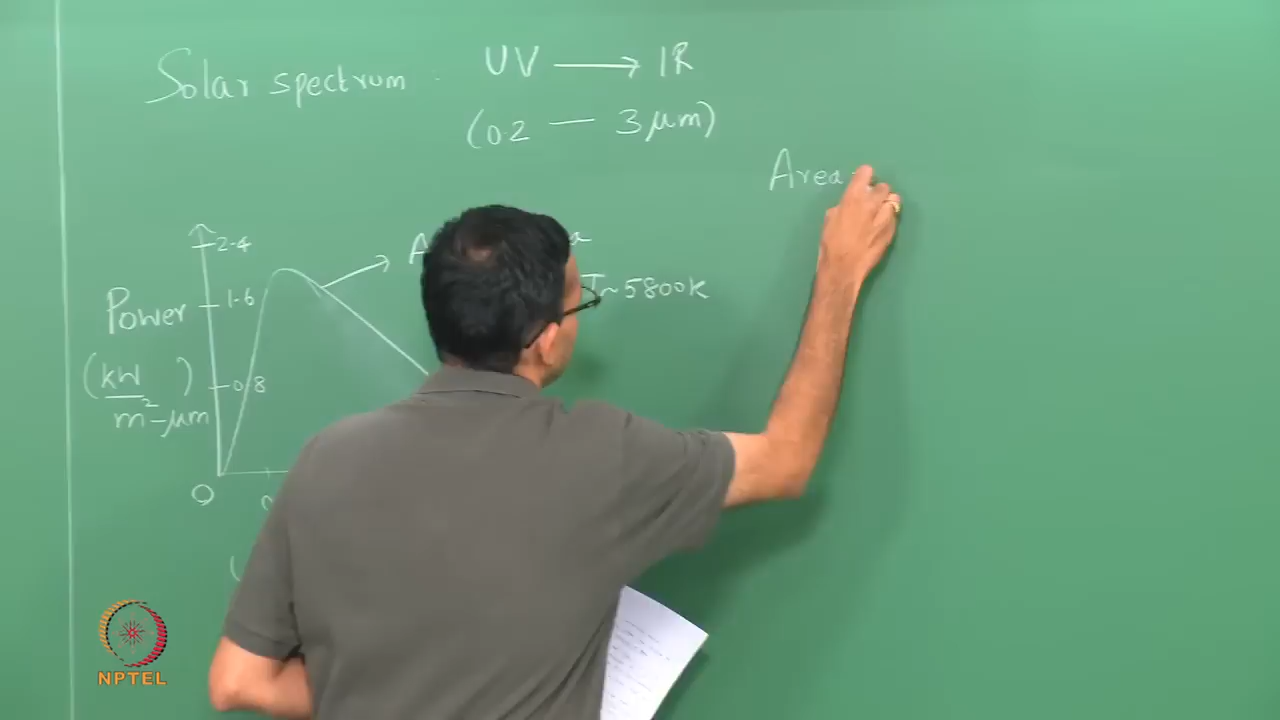 Solar spectrum : UV → IR
(0.2 — 3 μm)
Area
2.4
T~5800K
Power
1.6
(kW/m²-μm)
0.8
0
NPTEL